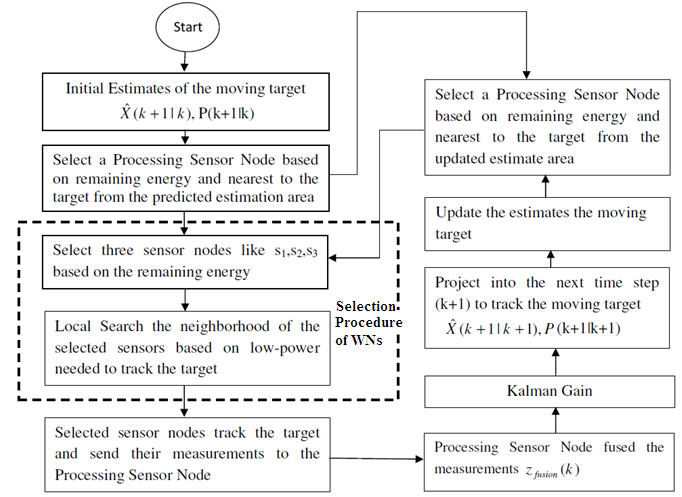 Start
Initial Estimates of the moving target
X̂(k+1|k), P(k+1|k)
Select a Processing Sensor Node based
on remaining energy and nearest to the
target from the predicted estimation area
Select three sensor nodes like s₁,s₂,s₃
based on the remaining energy
Local Search the neighborhood of the
selected sensors based on low-power
needed to track the target
Selection
Procedure
of WNs
Selected sensor nodes track the target
and send their measurements to the
Processing Sensor Node
Processing Sensor Node fused the
measurements z fusion (k)
Kalman Gain
Project into the next time step
(k+1) to track the moving target
X̂(k+1|k+1), P(k+1|k+1)
Update the estimates the moving
target
Select a Processing Sensor Node
based on remaining energy and
nearest to the target from the
updated estimate area